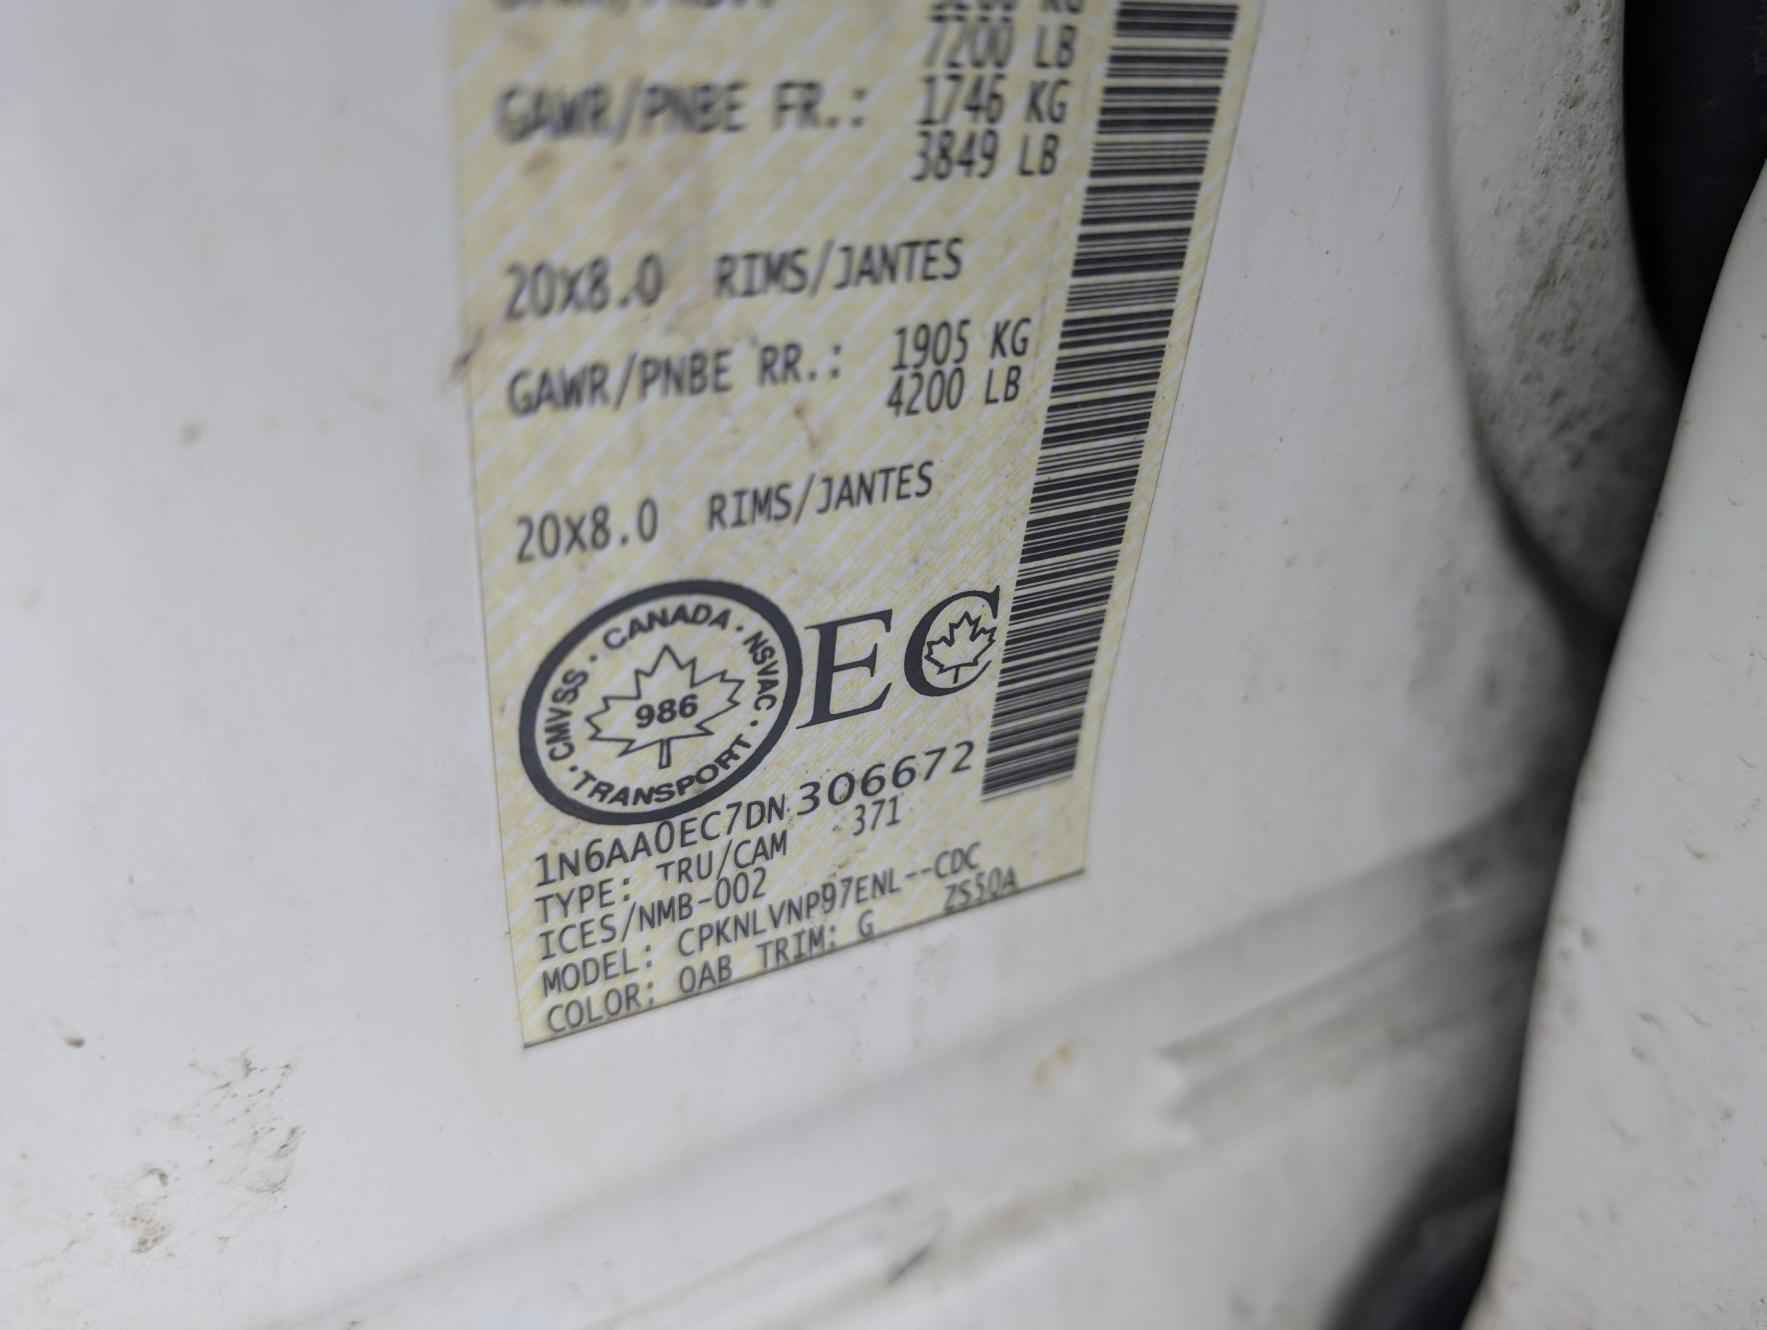 7200 LB
GAWR/PNBE FR.: 1746 KG
3849 LB
20X8.0 RIMS/JANTES
GAWR/PNBE RR.: 1905 KG
4200 LB
20X8.0 RIMS/JANTES
CANADA · NSVAC · TRANSPORT · CMVSS ·
986
EC
1N6AA0EC7DN306672
TYPE: TRU/CAM 371
ICES/NMB-002
MODEL: CPKNLVNP97ENL--CDC
COLOR: QAB TRIM: G ZS50A